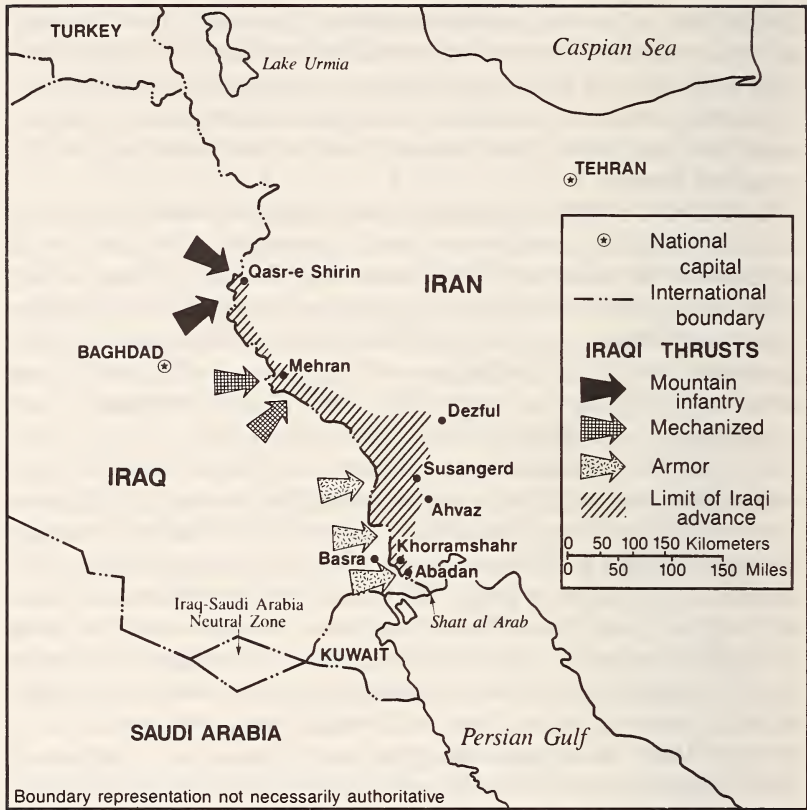 TURKEY
Lake Urmia
Caspian Sea
TEHRAN
Qasr-e Shirin
IRAN
BAGHDAD
Mehran
Dezful
IRAQ
Susangerd
Ahvaz
Khorramshahr
Basra
Abadan
Iraq-Saudi Arabia
Neutral Zone
Shatt al Arab
KUWAIT
SAUDI ARABIA
Persian Gulf
National
capital
International
boundary
IRAQI THRUSTS
Mountain
infantry
Mechanized
Armor
Limit of Iraqi
advance
0 50 100 150 Kilometers
0 50 100 150 Miles
Boundary representation not necessarily authoritative